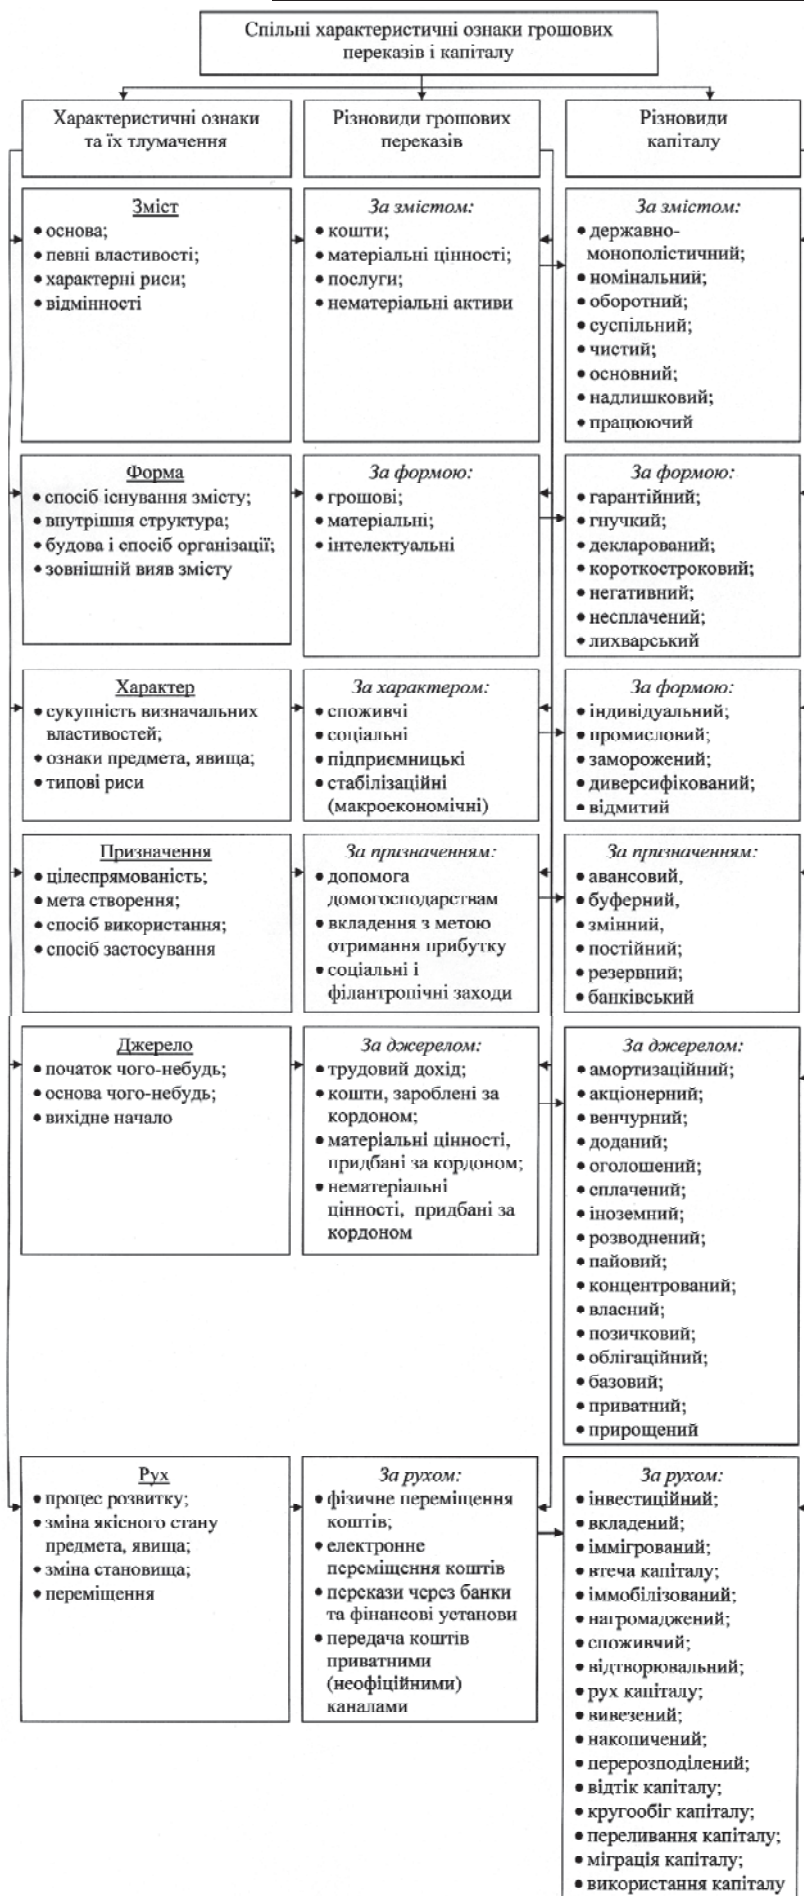 Спільні характеристичні ознаки грошових
переказів і капіталу
Характеристичні ознаки
та їх тлумачення
Різновиди грошових
переказів
Різновиди
капіталу
Зміст
• основа;
• певні властивості;
• характерні риси;
• відмінності
За змістом:
• кошти;
• матеріальні цінності;
• послуги;
• нематеріальні активи
За змістом:
• державно-
монополістичний;
• номінальний;
• оборотний;
• суспільний;
• чистий;
• основний;
• надлишковий;
• працюючий
Форма
• спосіб існування змісту;
• внутрішня структура;
• будова і спосіб організації;
• зовнішній вияв змісту
За формою:
• грошові;
• матеріальні;
• інтелектуальні
За формою:
• гарантійний;
• гнучкий;
• декларований;
• короткостроковий;
• негативний;
• несплачений;
• лихварський
Характер
• сукупність визначальних
властивостей;
• ознаки предмета, явища;
• типові риси
За характером:
• споживчі
• соціальні
• підприємницькі
• стабілізаційні
(макроекономічні)
За формою:
• індивідуальний;
• промисловий;
• заморожений;
• диверсифікований;
• відмитий
Призначення
• цілеспрямованість;
• мета створення;
• спосіб використання;
• спосіб застосування
За призначенням:
• допомога
домогосподарствам
• вкладення з метою
отримання прибутку
• соціальні і
філантропічні заходи
За призначенням:
• авансовий,
• буферний,
• змінний,
• постійний;
• резервний;
• банківський
Джерело
• початок чого-небудь;
• основа чого-небудь;
• вихідне начало
За джерелом:
• трудовий дохід;
• кошти, зароблені за
кордоном;
• матеріальні цінності,
придбані за кордоном;
• нематеріальні
цінності, придбані за
кордоном
За джерелом:
• амортизаційний;
• акціонерний;
• венчурний;
• доданий;
• оголошений;
• сплачений;
• іноземний;
• розводнений;
• пайовий;
• концентрований;
• власний;
• позичковий;
• облігаційний;
• базовий;
• приватний;
• прирощений
Рух
• процес розвитку;
• зміна якісного стану
предмета, явища;
• зміна становища;
• переміщення
За рухом:
• фізичне переміщення
коштів;
• електронне
переміщення коштів
• перекази через банки
та фінансові установи
• передача коштів
приватними
(неофіційними)
каналами
За рухом:
• інвестиційний;
• вкладений;
• іммігрований;
• втеча капіталу;
• іммобілізований;
• нагромаджений;
• споживчий;
• відтворювальний;
• рух капіталу;
• вивезений;
• накопичений;
• перерозподілений;
• відтік капіталу;
• кругообіг капіталу;
• переливання капіталу;
• міграція капіталу;
• використання капіталу